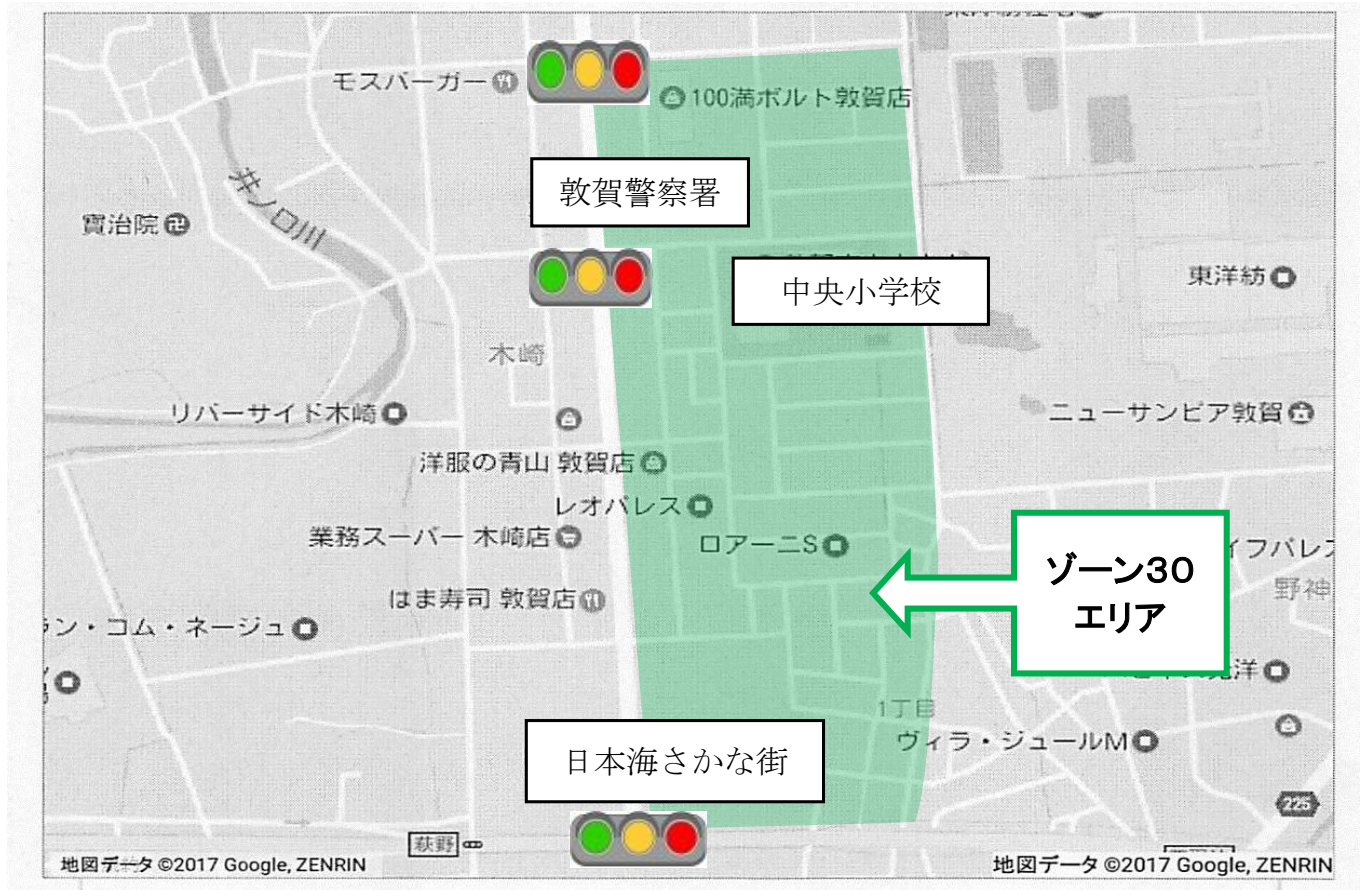 モスバーガー
100満ボルト敦賀店
敦賀警察署
寳治院
井ノ口川
中央小学校
東洋紡
木崎
リバーサイド木崎
ニューサンピア敦賀
洋服の青山 敦賀店
レオパレス
業務スーパー 木崎店
ロアーニS
ゾーン30
エリア
イフパレス
野神
はま寿司 敦賀店
ラン・コム・ネージュ
1丁目
ヴィラ・ジュールM
日本海さかな街
225
萩野
地図データ ©2017 Google, ZENRIN
地図データ ©2017 Google, ZENRIN